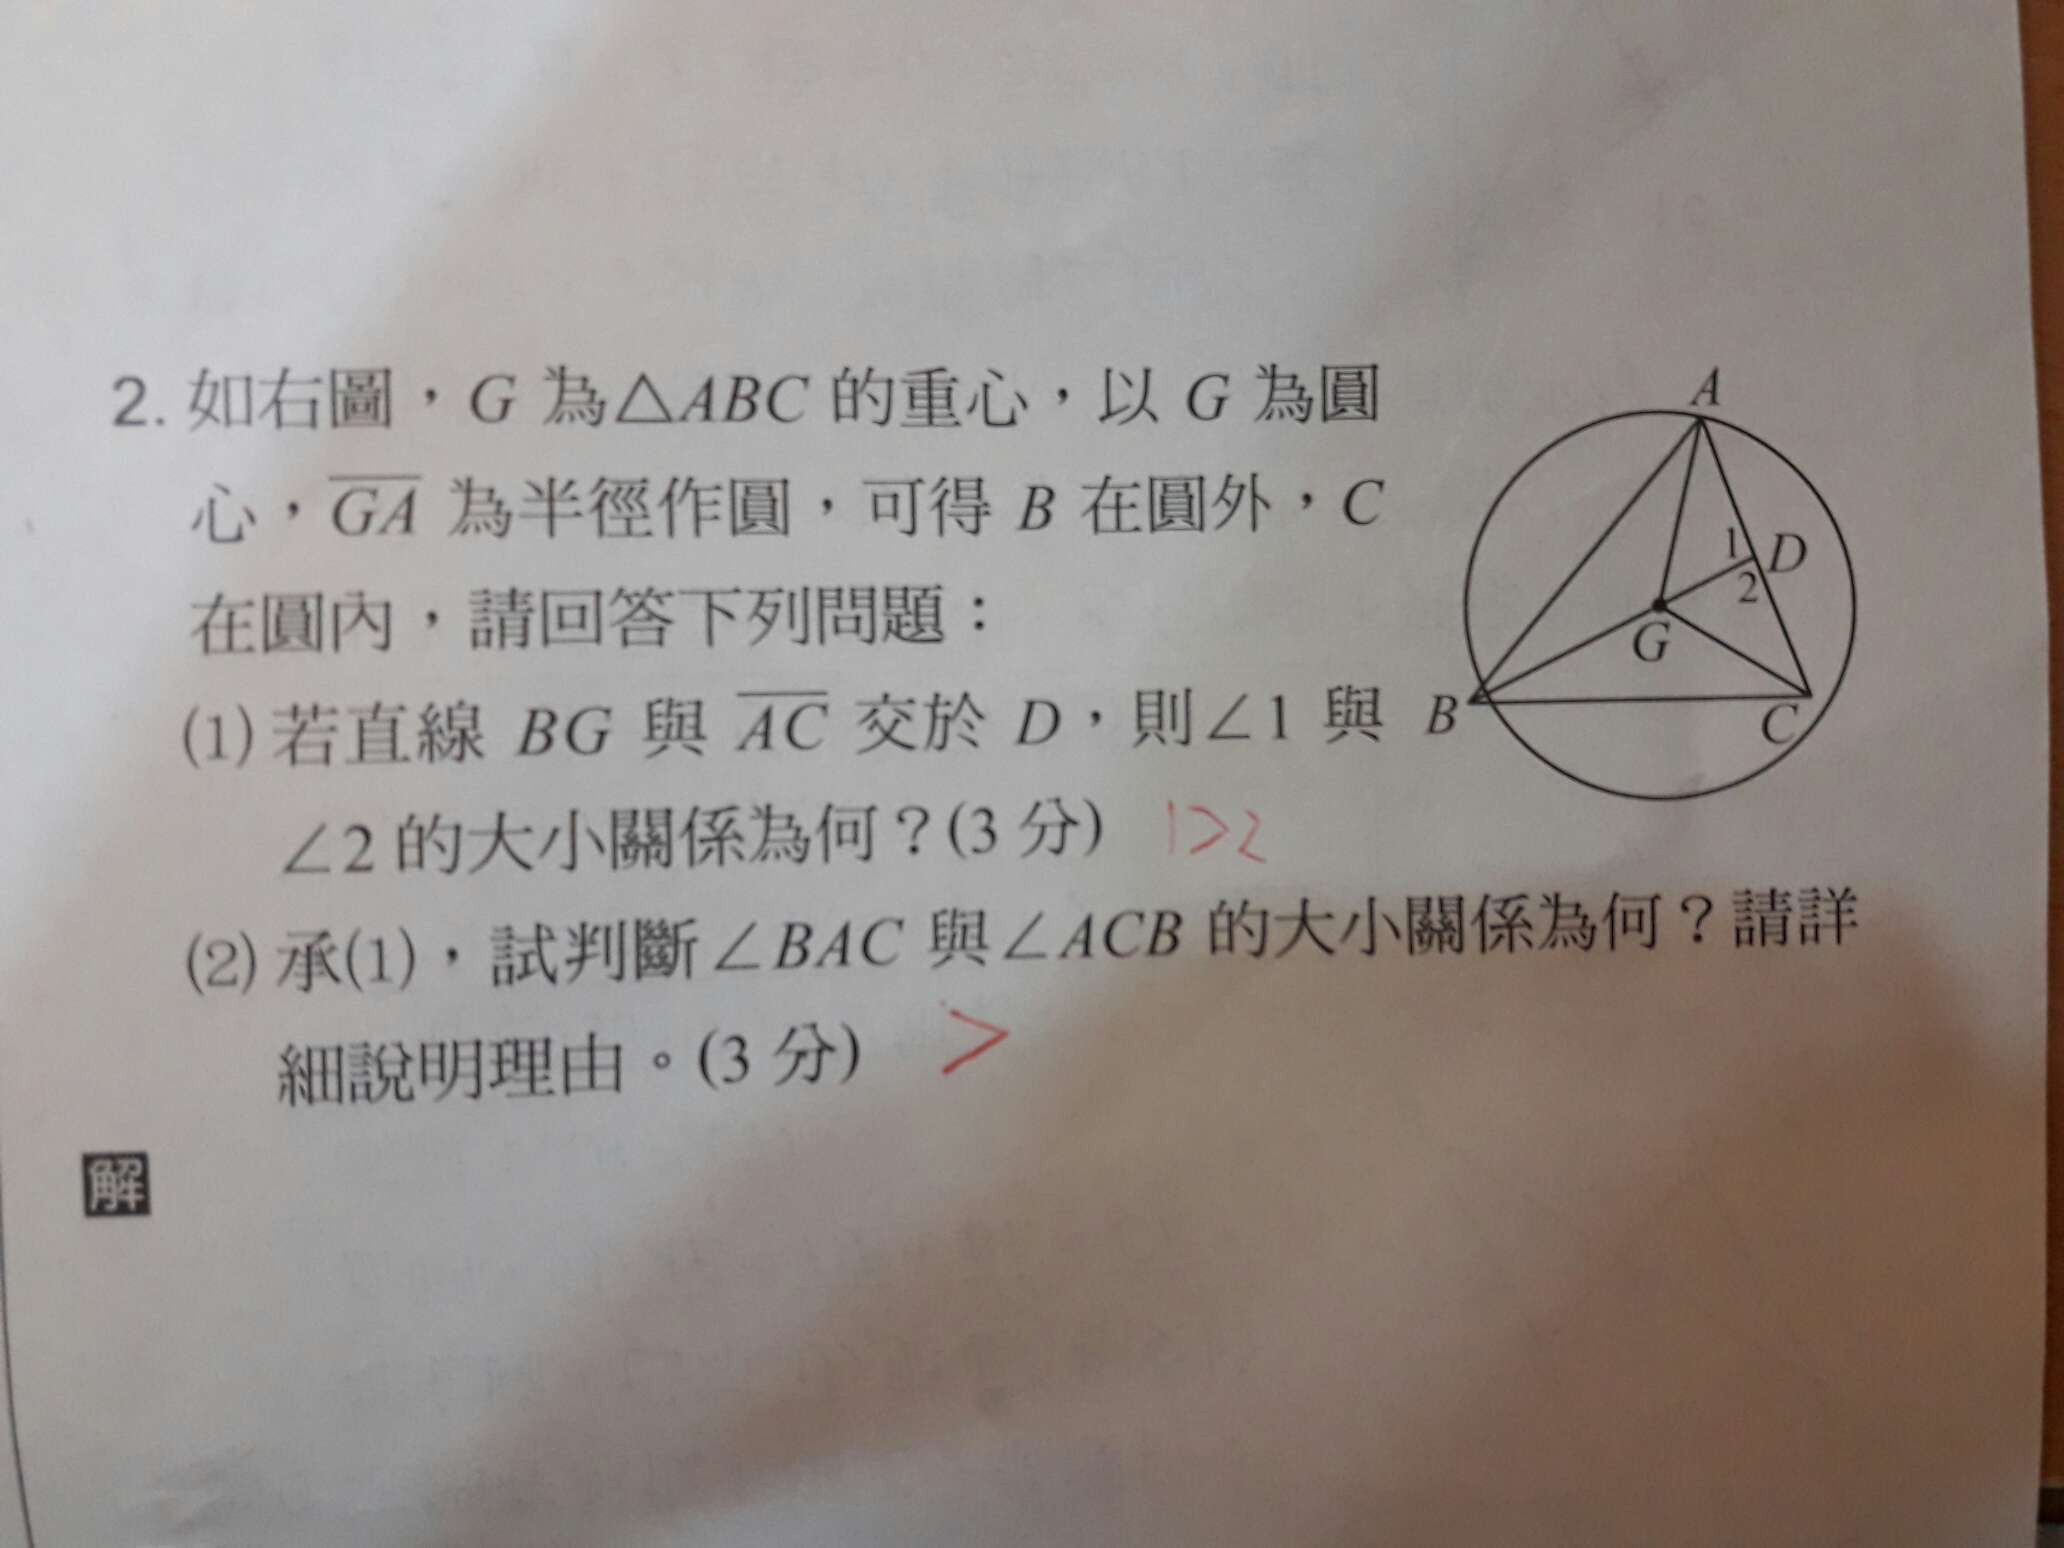 2. 如右圖，G 為△ABC 的重心，以 G 為圓
心，GA 為半徑作圓，可得 B 在圓外，C
在圓內，請回答下列問題：
(1) 若直線 BG 與 AC 交於 D，則∠1 與
∠2 的大小關係為何？(3 分) 1>2
(2) 承(1)，試判斷∠BAC 與∠ACB 的大小關係為何？請詳
細說明理由。(3 分) >
解
A
1 D
2
G
B
C